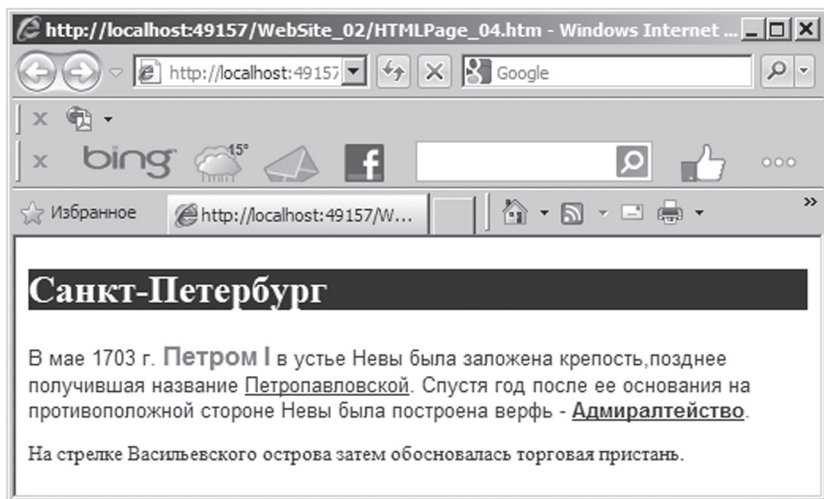 http://localhost:49157/WebSite_02/HTMLPage_04.htm - Windows Internet ...
http://localhost:49157 Google
x
x bing 15° f
Избранное http://localhost:49157/W... »
Санкт-Петербург
В мае 1703 г. Петром I в устье Невы была заложена крепость,позднее
получившая название Петропавловской. Спустя год после ее основания на
противоположной стороне Невы была построена верфь - Адмиралтейство.
На стрелке Васильевского острова затем обосновалась торговая пристань.